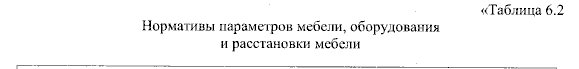 «Таблица 6.2
Нормативы параметров мебели, оборудования
и расстановки мебели